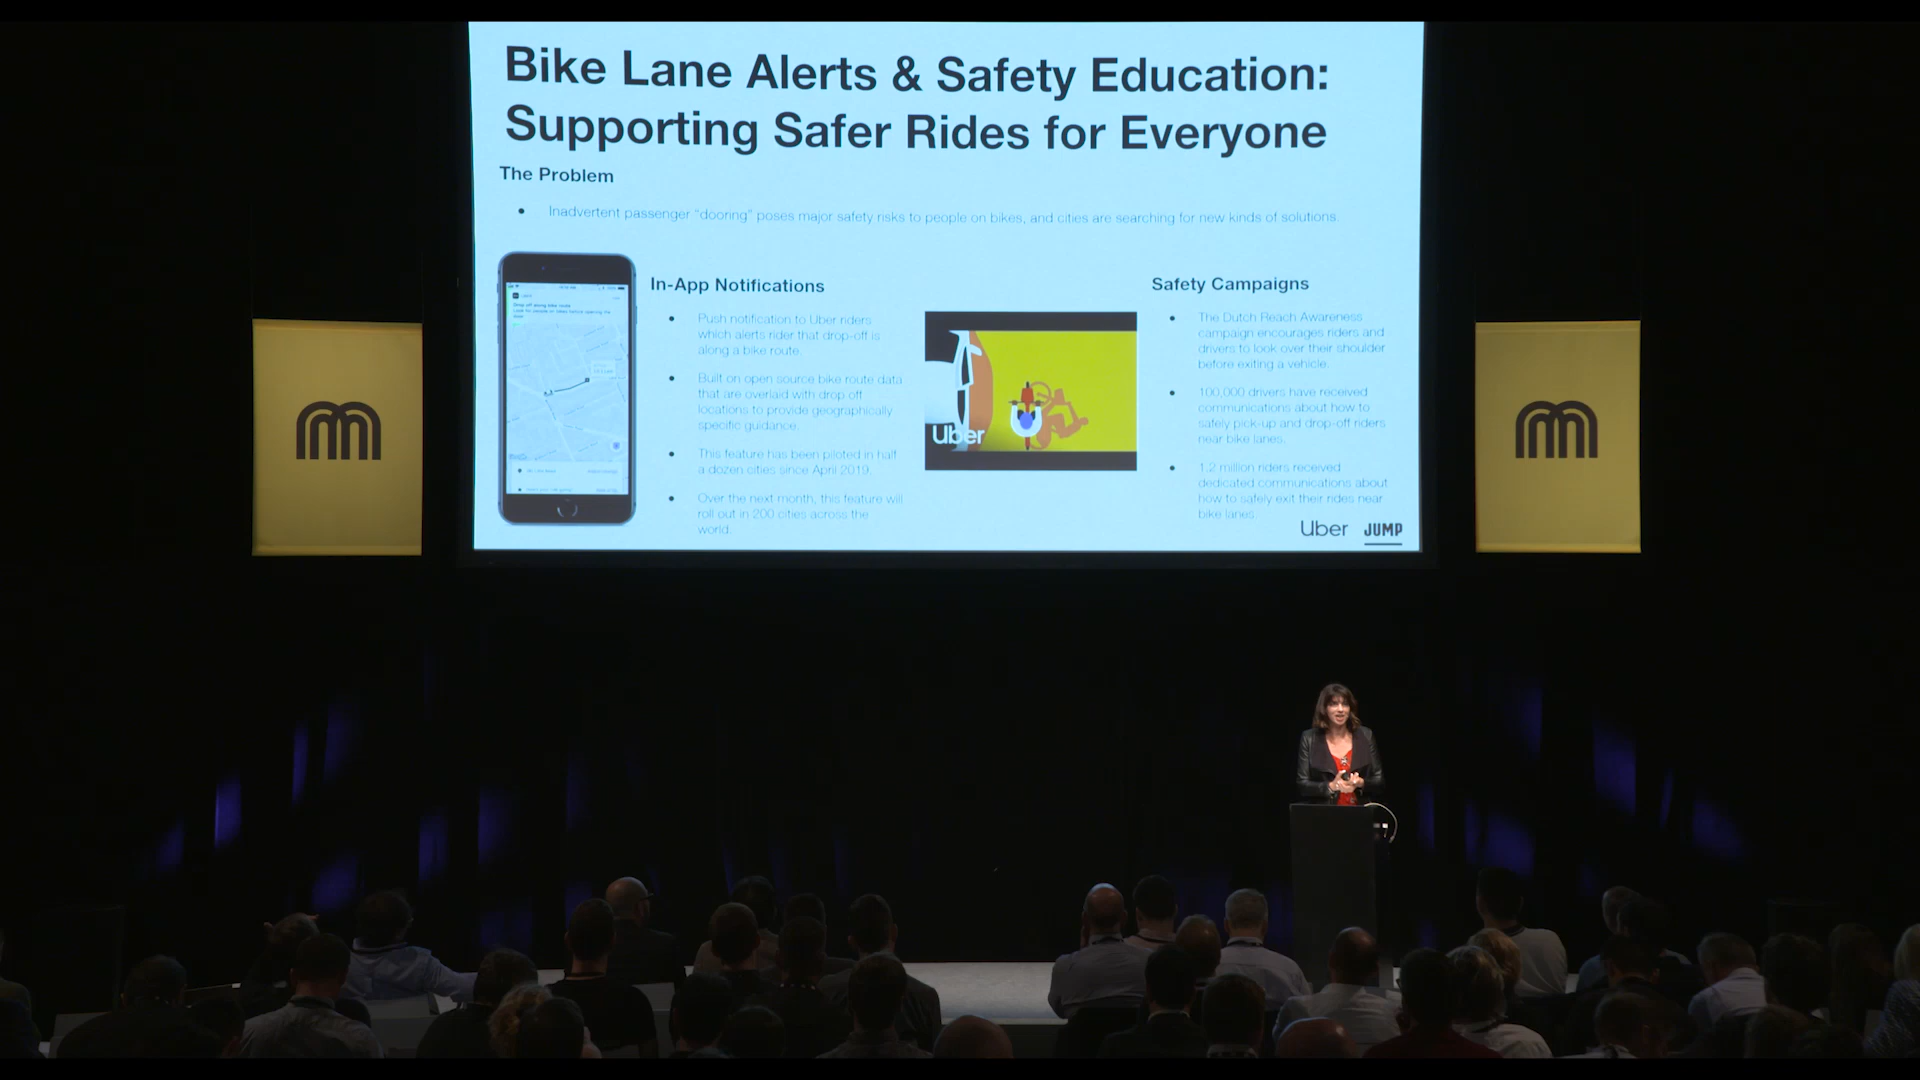 Bike Lane Alerts & Safety Education:
Supporting Safer Rides for Everyone
The Problem
• Inadvertent passenger "dooring" poses major safety risks to people on bikes, and cities are searching for new kinds of solutions.
In-App Notifications
• Push notification to Uber riders
which alerts rider that drop-off is
along a bike route.
• Built on open source bike route data
that are overlaid with drop off
locations to provide geographically
specific guidance.
• This feature has been piloted in half
a dozen cities since April 2019.
• Over the next month, this feature will
roll out in 200 cities across the
world.
Uber
Safety Campaigns
• The Dutch Reach Awareness
campaign encourages riders and
drivers to look over their shoulder
before exiting a vehicle.
• 100,000 drivers have received
communications about how to
safely pick-up and drop-off riders
near bike lanes.
• 1.2 million riders received
dedicated communications about
how to safely exit their rides near
bike lanes.
Uber JUMP